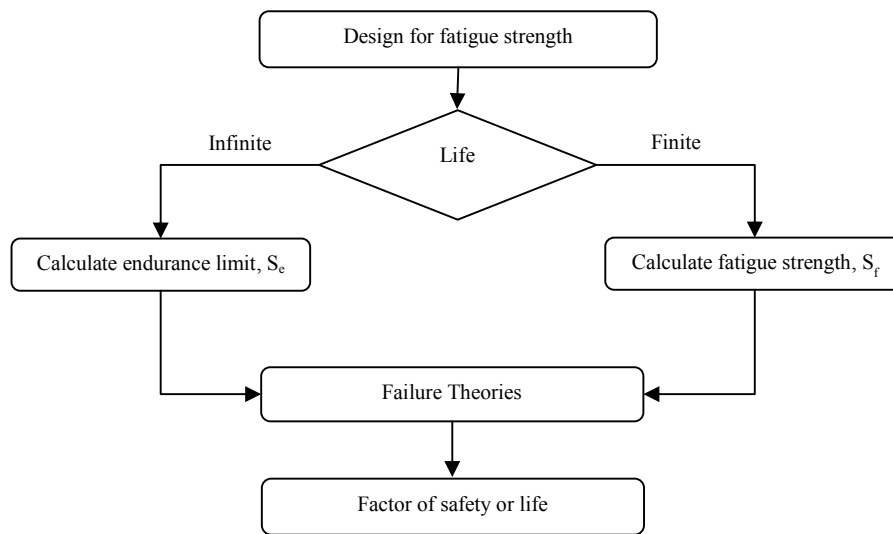 Design for fatigue strength
Life
Infinite
Finite
Calculate endurance limit, Sₑ
Calculate fatigue strength, S_f
Failure Theories
Factor of safety or life